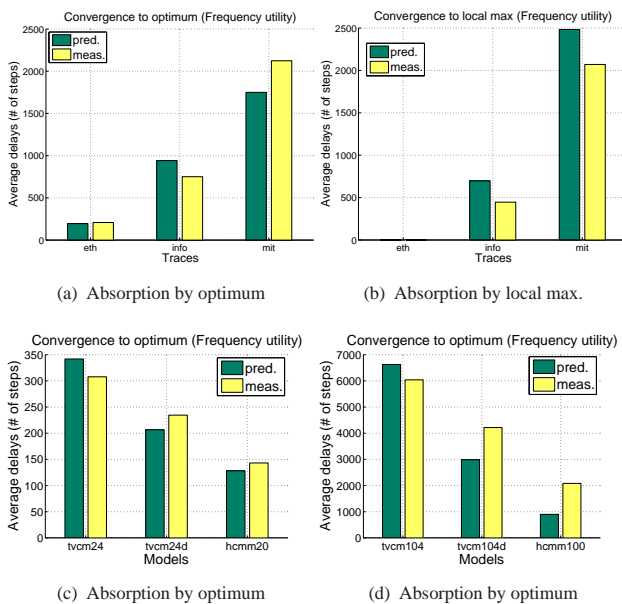 Convergence to optimum (Frequency utility)
2500
2000
1500
1000
500
0
Average delays (# of steps)
pred.
meas.
eth info mit
Traces
(a) Absorption by optimum
Convergence to local max (Frequency utility)
2500
2000
1500
1000
500
0
Average delays (# of steps)
pred.
meas.
eth info mit
Traces
(b) Absorption by local max.
Convergence to optimum (Frequency utility)
350
300
250
200
150
100
50
0
Average delays (# of steps)
pred.
meas.
tvcm24 tvcm24d hcmm20
Models
(c) Absorption by optimum
Convergence to optimum (Frequency utility)
7000
6000
5000
4000
3000
2000
1000
0
Average delays (# of steps)
pred.
meas.
tvcm104 tvcm104d hcmm100
Models
(d) Absorption by optimum